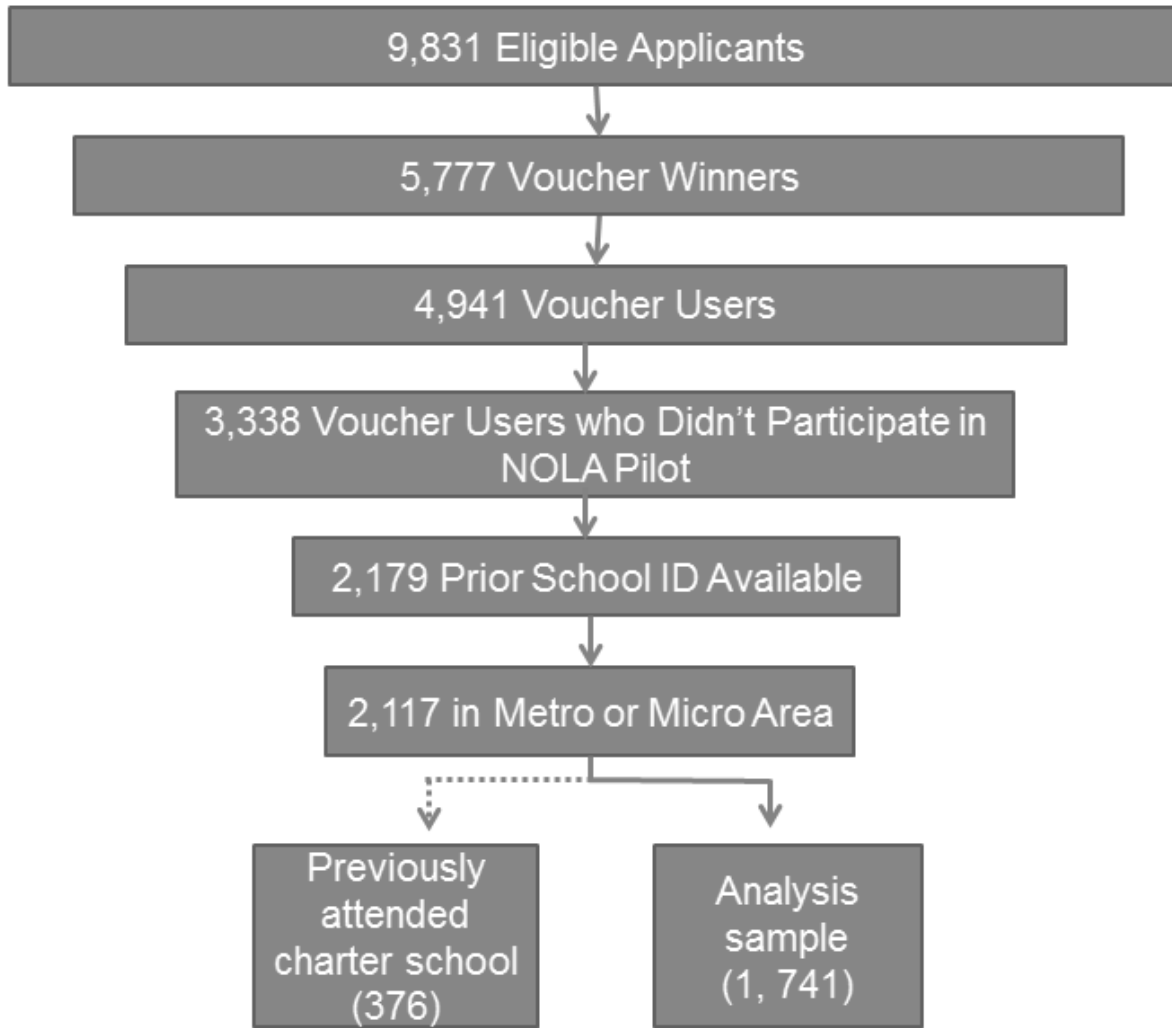 9,831 Eligible Applicants
5,777 Voucher Winners
4,941 Voucher Users
3,338 Voucher Users who Didn’t Participate in
NOLA Pilot
2,179 Prior School ID Available
2,117 in Metro or Micro Area
Previously
attended
charter school
(376)
Analysis
sample
(1, 741)